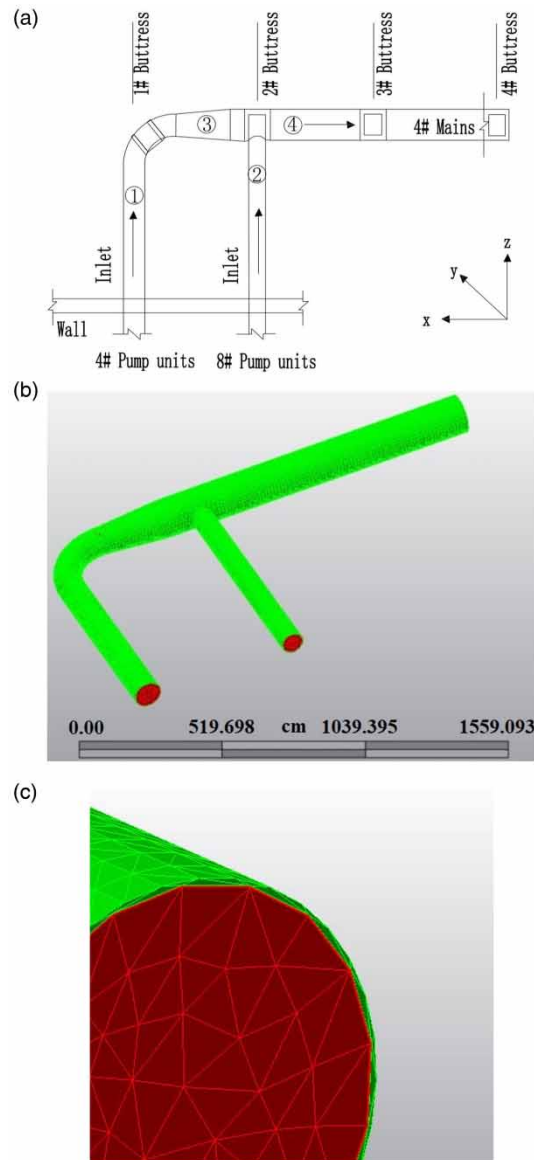 (a)
1# Buttress
2# Buttress
3# Buttress
4# Buttress
③
④
4# Mains
①
②
Inlet
Inlet
z
y
x
Wall
4# Pump units
8# Pump units
(b)
0.00
519.698
cm
1039.395
1559.093
(c)